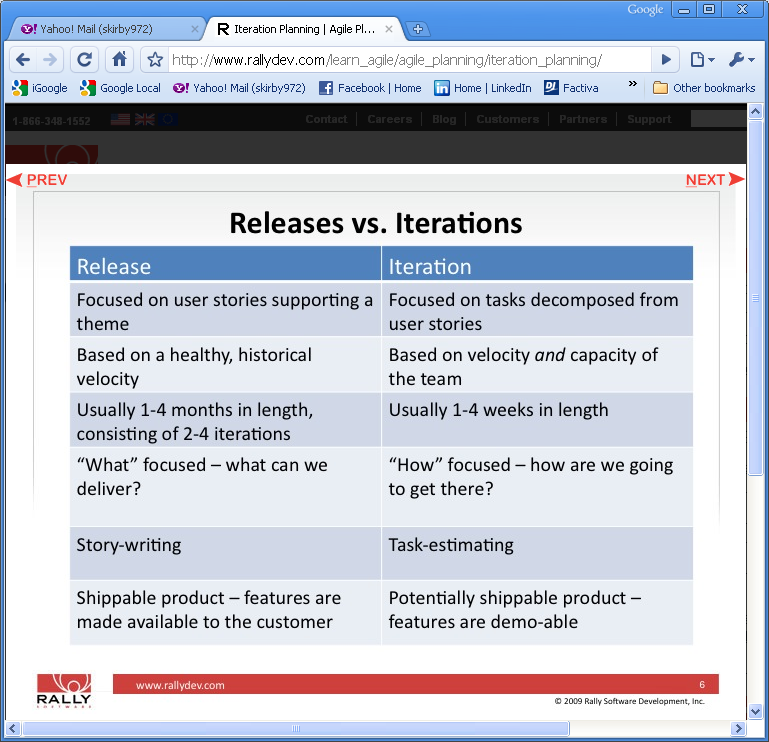 Google
Yahoo! Mail (skirby972)
Iteration Planning | Agile Pl...
http://www.rallydev.com/learn_agile/agile_planning/iteration_planning/
iGoogle Google Local Yahoo! Mail (skirby972) Facebook | Home Home | LinkedIn Factiva » Other bookmarks
1-866-348-1552 Contact Careers Blog Customers Partners Support
PREV NEXT
Releases vs. Iterations
Release Iteration
Focused on user stories supporting a
theme
Focused on tasks decomposed from
user stories
Based on a healthy, historical
velocity
Based on velocity and capacity of
the team
Usually 1-4 months in length,
consisting of 2-4 iterations
Usually 1-4 weeks in length
“What” focused – what can we
deliver?
“How” focused – how are we going
to get there?
Story-writing
Task-estimating
Shippable product – features are
made available to the customer
Potentially shippable product –
features are demo-able
RALLY
SOFTWARE
www.rallydev.com 6
© 2009 Rally Software Development, Inc.